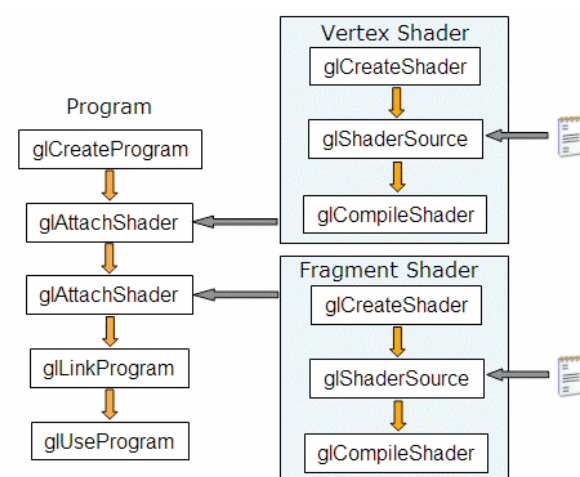 Program
glCreateProgram
glAttachShader
glAttachShader
glLinkProgram
glUseProgram
Vertex Shader
glCreateShader
glShaderSource
glCompileShader
Fragment Shader
glCreateShader
glShaderSource
glCompileShader